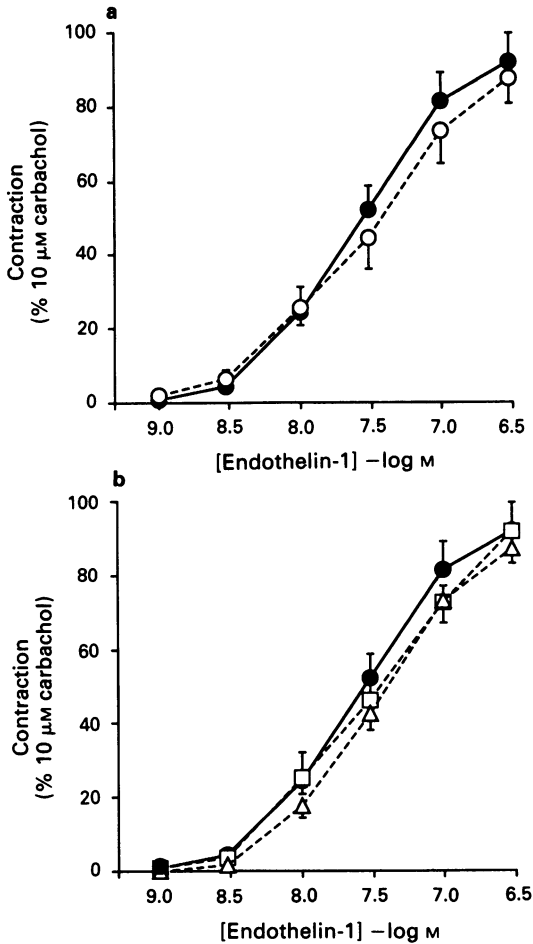 a
100
80
60
40
20
0
Contraction
(% 10 μM carbachol)
9.0 8.5 8.0 7.5 7.0 6.5
[Endothelin-1] –log M
b
100
80
60
40
20
0
Contraction
(% 10 μM carbachol)
9.0 8.5 8.0 7.5 7.0 6.5
[Endothelin-1] –log M